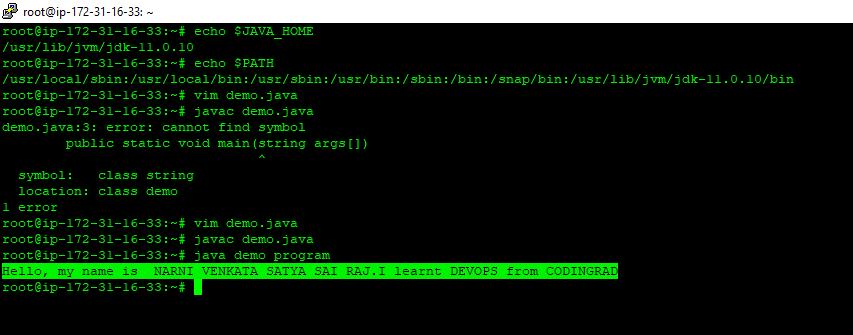 root@ip-172-31-16-33: ~
root@ip-172-31-16-33:~# echo $JAVA_HOME
/usr/lib/jvm/jdk-11.0.10
root@ip-172-31-16-33:~# echo $PATH
/usr/local/sbin:/usr/local/bin:/usr/sbin:/usr/bin:/sbin:/bin:/snap/bin:/usr/lib/jvm/jdk-11.0.10/bin
root@ip-172-31-16-33:~# vim demo.java
root@ip-172-31-16-33:~# javac demo.java
demo.java:3: error: cannot find symbol
        public static void main(string args[])
                                ^
  symbol:   class string
  location: class demo
1 error
root@ip-172-31-16-33:~# vim demo.java
root@ip-172-31-16-33:~# javac demo.java
root@ip-172-31-16-33:~# java demo program
Hello, my name is  NARNI VENKATA SATYA SAI RAJ.I learnt DEVOPS from CODINGRAD
root@ip-172-31-16-33:~#